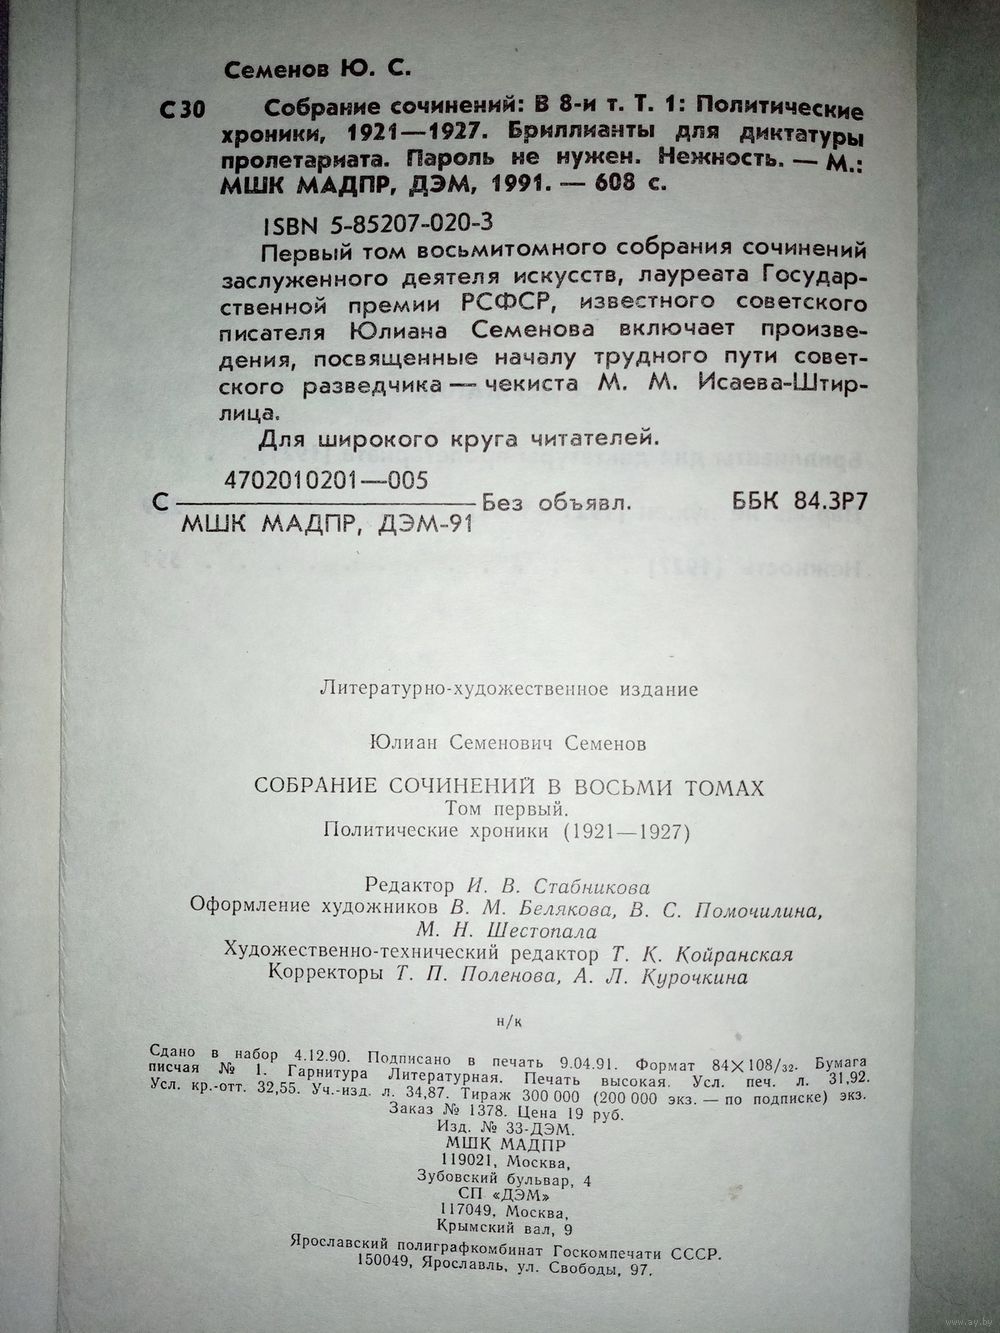 Семенов Ю. С.
С30 Собрание сочинений: В 8-и т. Т. 1: Политические
хроники, 1921—1927. Бриллианты для диктатуры
пролетариата. Пароль не нужен. Нежность. — М.:
МШК МАДПР, ДЭМ, 1991. — 608 с.
ISBN 5-85207-020-3
Первый том восьмитомного собрания сочинений
заслуженного деятеля искусств, лауреата Государ-
ственной премии РСФСР, известного советского
писателя Юлиана Семенова включает произве-
дения, посвященные началу трудного пути совет-
ского разведчика — чекиста М. М. Исаева-Штир-
лица.
Для широкого круга читателей.
4702010201—005
С Без объявл. ББК 84.3Р7
МШК МАДПР, ДЭМ-91
Нежность (1927)
Литературно-художественное издание
Юлиан Семенович Семенов
СОБРАНИЕ СОЧИНЕНИЙ В ВОСЬМИ ТОМАХ
Том первый.
Политические хроники (1921—1927)
Редактор И. В. Стабникова
Оформление художников В. М. Белякова, В. С. Помочилина,
М. Н. Шестопала
Художественно-технический редактор Т. К. Койранская
Корректоры Т. П. Поленова, А. Л. Курочкина
н/к
Сдано в набор 4.12.90. Подписано в печать 9.04.91. Формат 84×108/32. Бумага
писчая № 1. Гарнитура Литературная. Печать высокая. Усл. печ. л. 31,92.
Усл. кр.-отт. 32,55. Уч.-изд. л. 34,87. Тираж 300 000 (200 000 экз. — по подписке) экз.
Заказ № 1378. Цена 19 руб.
Изд. № 33-ДЭМ.
МШК МАДПР
119021, Москва,
Зубовский бульвар, 4
СП «ДЭМ»
117049, Москва,
Крымский вал, 9
Ярославский полиграфкомбинат Госкомпечати СССР.
150049, Ярославль, ул. Свободы, 97.
www.ay.by